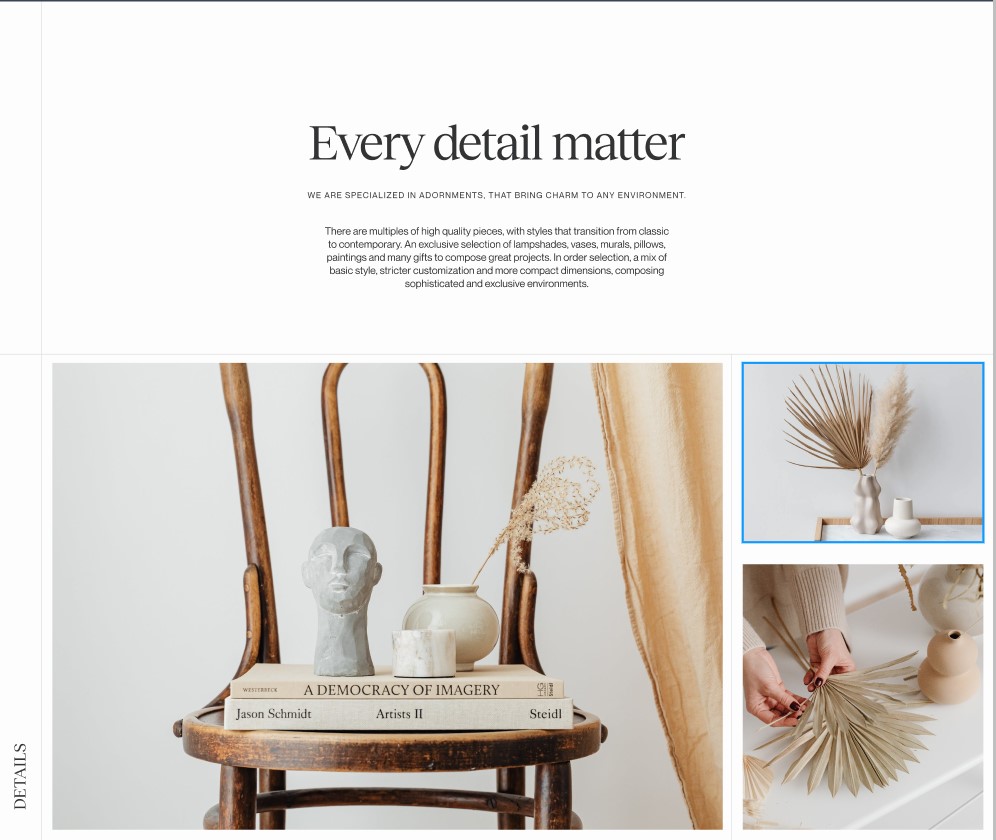 Every detail matter
WE ARE SPECIALIZED IN ADORNMENTS, THAT BRING CHARM TO ANY ENVIRONMENT.
There are multiples of high quality pieces, with styles that transition from classic
to contemporary. An exclusive selection of lampshades, vases, murals, pillows,
paintings and many gifts to compose great projects. In order selection, a mix of
basic style, stricter customization and more compact dimensions, composing
sophisticated and exclusive environments.
WESTERBECK A DEMOCRACY OF IMAGERY
Jason Schmidt Artists II Steidl
DETAILS